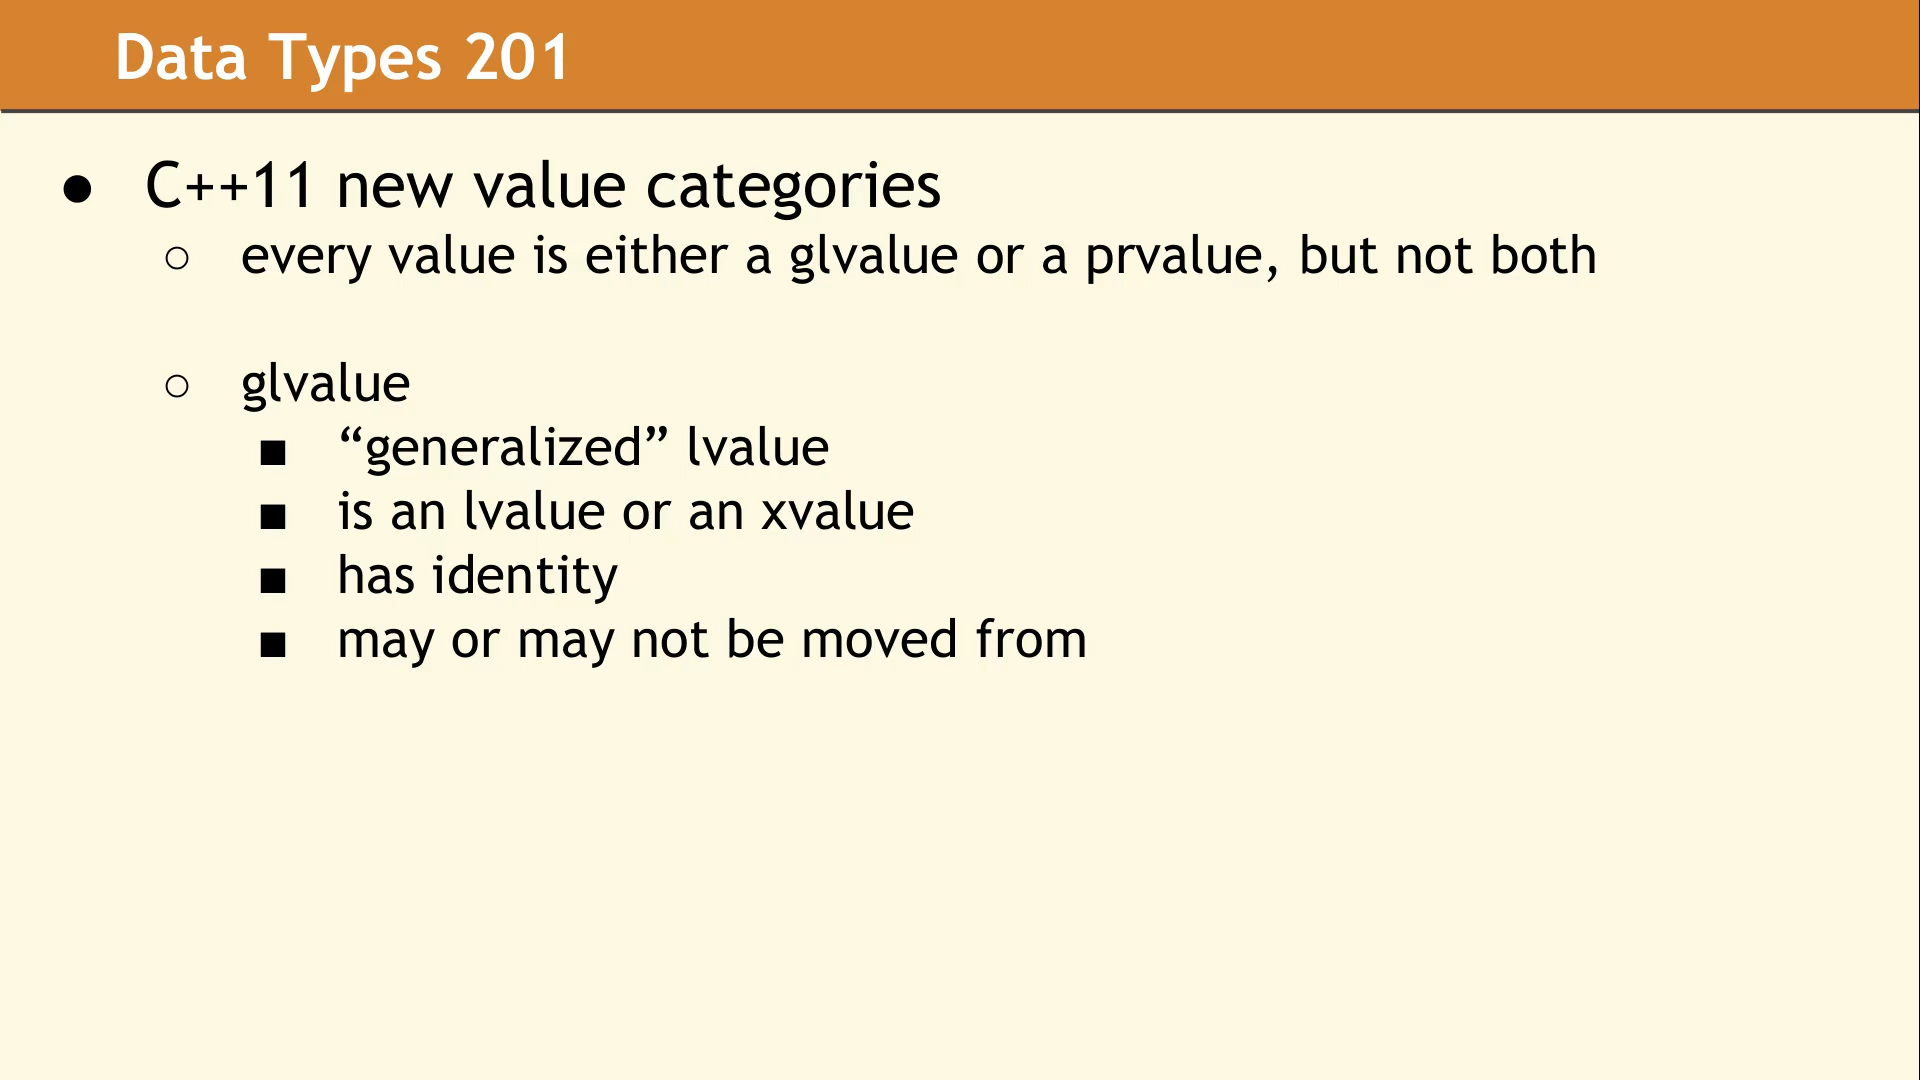 Data Types 201
● C++11 new value categories
○ every value is either a glvalue or a prvalue, but not both
○ glvalue
■ “generalized” lvalue
■ is an lvalue or an xvalue
■ has identity
■ may or may not be moved from